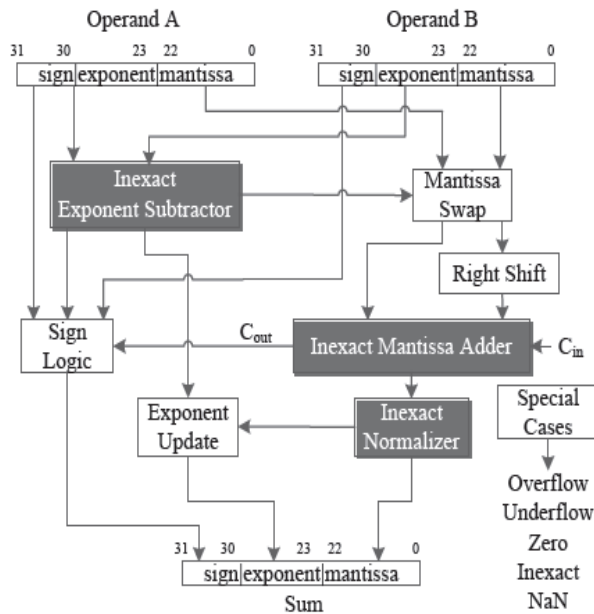 Operand A
Operand B
31 30 23 22 0
31 30 23 22 0
sign exponent mantissa
sign exponent mantissa
Inexact
Exponent Subtractor
Mantissa
Swap
Right Shift
Sign
Logic
Cout
Inexact Mantissa Adder
Cin
Exponent
Update
Inexact
Normalizer
Special
Cases
Overflow
Underflow
Zero
Inexact
NaN
31 30 23 22 0
sign exponent mantissa
Sum